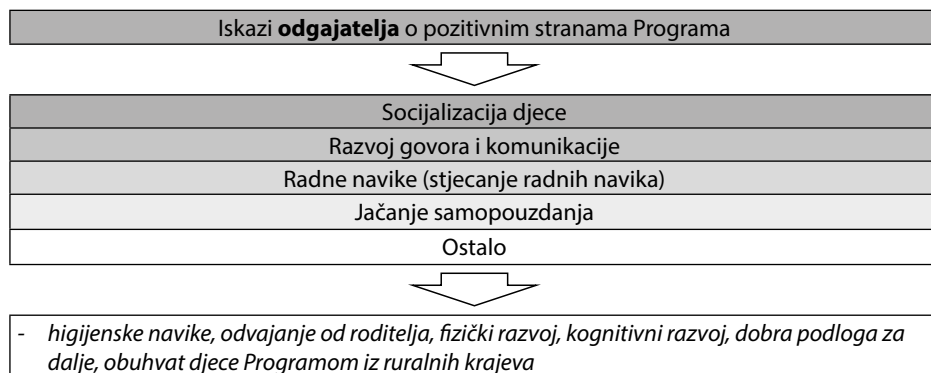 Iskazi odgajatelja o pozitivnim stranama Programa
Socijalizacija djece
Razvoj govora i komunikacije
Radne navike (stjecanje radnih navika)
Jačanje samopouzdanja
Ostalo
- higijenske navike, odvajanje od roditelja, fizički razvoj, kognitivni razvoj, dobra podloga za
dalje, obuhvat djece Programom iz ruralnih krajeva